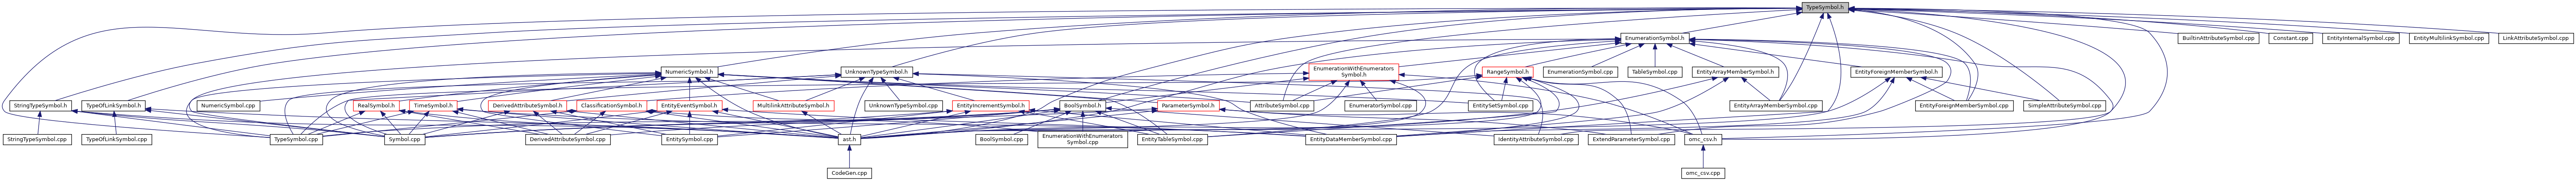 TypeSymbol.h
EnumerationSymbol.h
BuiltinAttributeSymbol.cpp
Constant.cpp
EntityInternalSymbol.cpp
EntityMultilinkSymbol.cpp
LinkAttributeSymbol.cpp
NumericSymbol.h
UnknownTypeSymbol.h
EnumerationWithEnumerators
Symbol.h
RangeSymbol.h
EnumerationSymbol.cpp
TableSymbol.cpp
EntityArrayMemberSymbol.h
EntityForeignMemberSymbol.h
StringTypeSymbol.h
TypeOfLinkSymbol.h
NumericSymbol.cpp
RealSymbol.h
TimeSymbol.h
DerivedAttributeSymbol.h
ClassificationSymbol.h
EntityEventSymbol.h
MultilinkAttributeSymbol.h
UnknownTypeSymbol.cpp
EntityIncrementSymbol.h
BoolSymbol.h
ParameterSymbol.h
AttributeSymbol.cpp
EnumeratorSymbol.cpp
EntitySetSymbol.cpp
EntityArrayMemberSymbol.cpp
EntityForeignMemberSymbol.cpp
SimpleAttributeSymbol.cpp
StringTypeSymbol.cpp
TypeOfLinkSymbol.cpp
TypeSymbol.cpp
Symbol.cpp
DerivedAttributeSymbol.cpp
EntitySymbol.cpp
ast.h
BoolSymbol.cpp
EnumerationWithEnumerators
Symbol.cpp
EntityTableSymbol.cpp
EntityDataMemberSymbol.cpp
IdentityAttributeSymbol.cpp
ExtendParameterSymbol.cpp
omc_csv.h
CodeGen.cpp
omc_csv.cpp